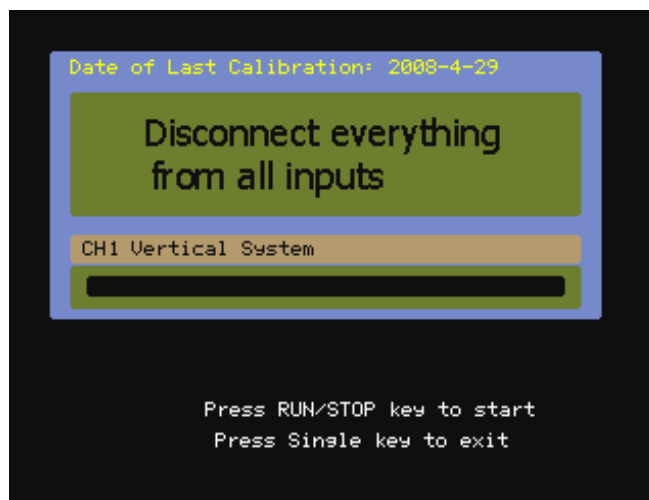 Date of Last Calibration: 2008-4-29
Disconnect everything
from all inputs
CH1 Vertical System
Press RUN/STOP key to start
Press Single key to exit